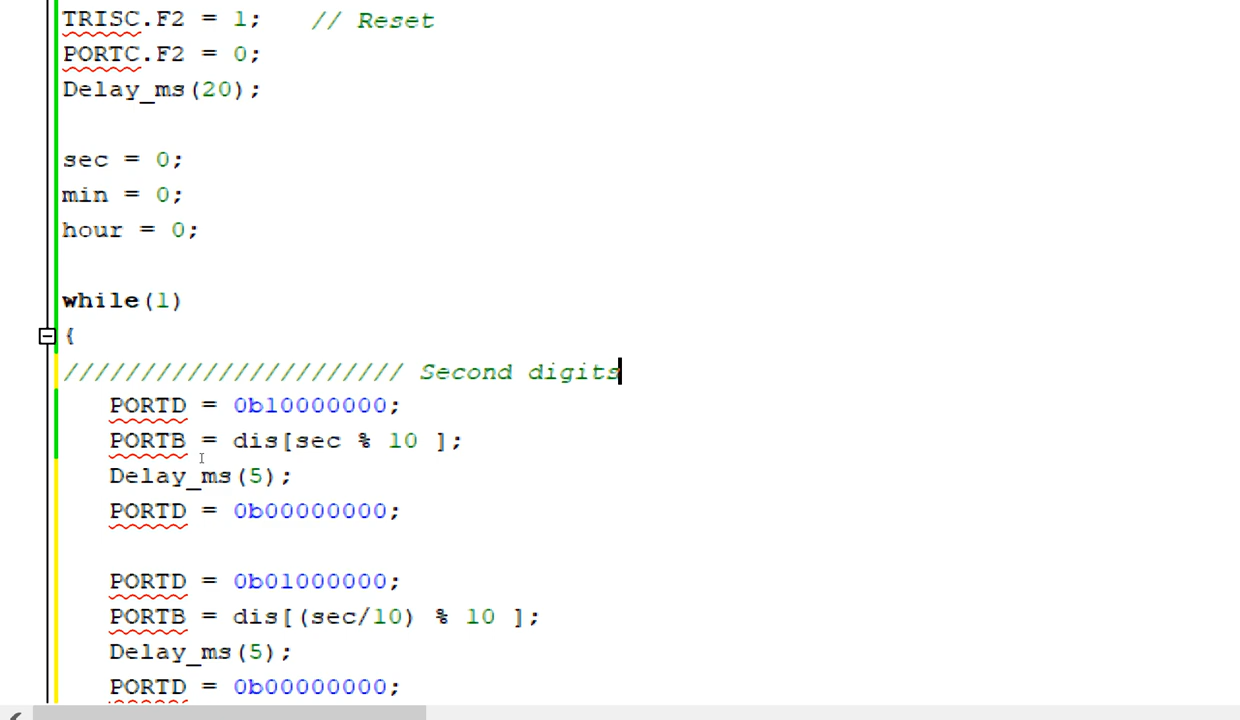 TRISC.F2 = 1;    // Reset
PORTC.F2 = 0;
Delay_ms(20);
sec = 0;
min = 0;
hour = 0;
while(1)
{
////////////////////// Second digits
PORTD = 0b10000000;
PORTB = dis[sec % 10 ];
Delay_ms(5);
PORTD = 0b00000000;
PORTD = 0b01000000;
PORTB = dis[(sec/10) % 10 ];
Delay_ms(5);
PORTD = 0b00000000;